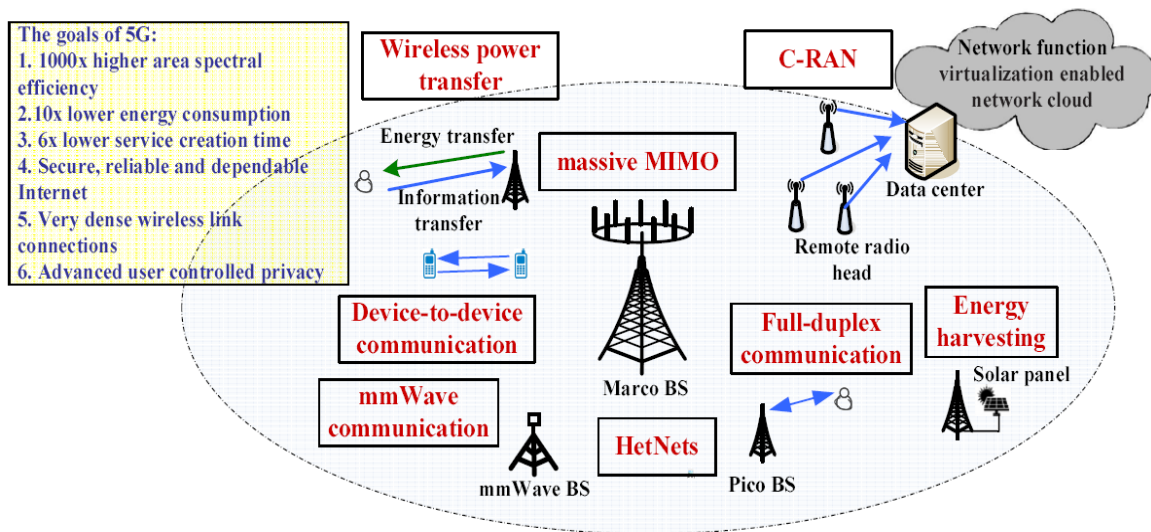 The goals of 5G:
1. 1000x higher area spectral
efficiency
2.10x lower energy consumption
3. 6x lower service creation time
4. Secure, reliable and dependable
Internet
5. Very dense wireless link
connections
6. Advanced user controlled privacy
Wireless power
transfer
C-RAN
Network function
virtualization enabled
network cloud
Energy transfer
Information
transfer
massive MIMO
Data center
Remote radio
head
Device-to-device
communication
Marco BS
Full-duplex
communication
Energy
harvesting
Solar panel
mmWave
communication
mmWave BS
HetNets
Pico BS